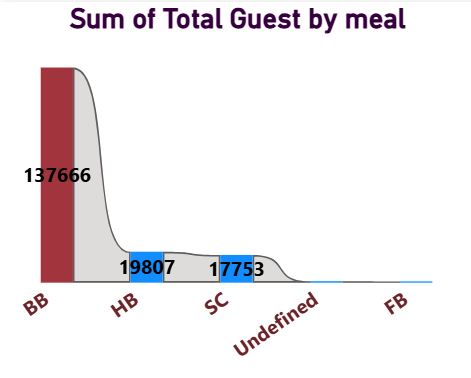 Sum of Total Guest by meal
137666
19807
17753
BB
HB
SC
Undefined
FB